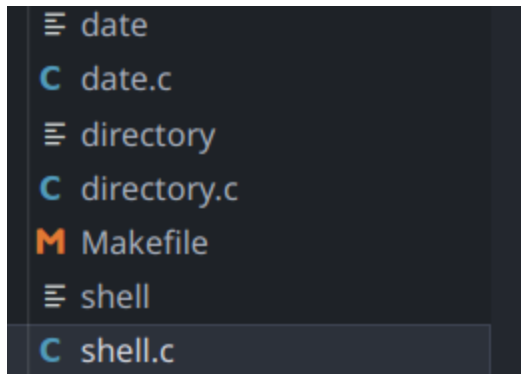 date
C date.c
directory
C directory.c
M Makefile
shell
C shell.c